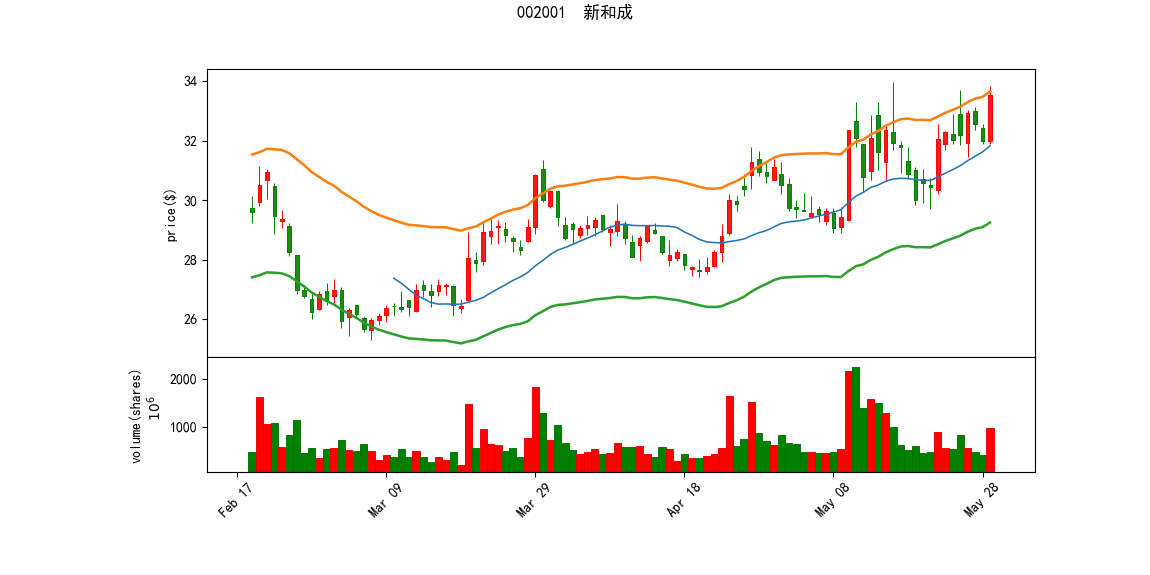 002001 新和成
34
32
30
28
26
price($)
2000
1000
volume(shares)
10^6
Feb 17
Mar 09
Mar 29
Apr 18
May 08
May 28